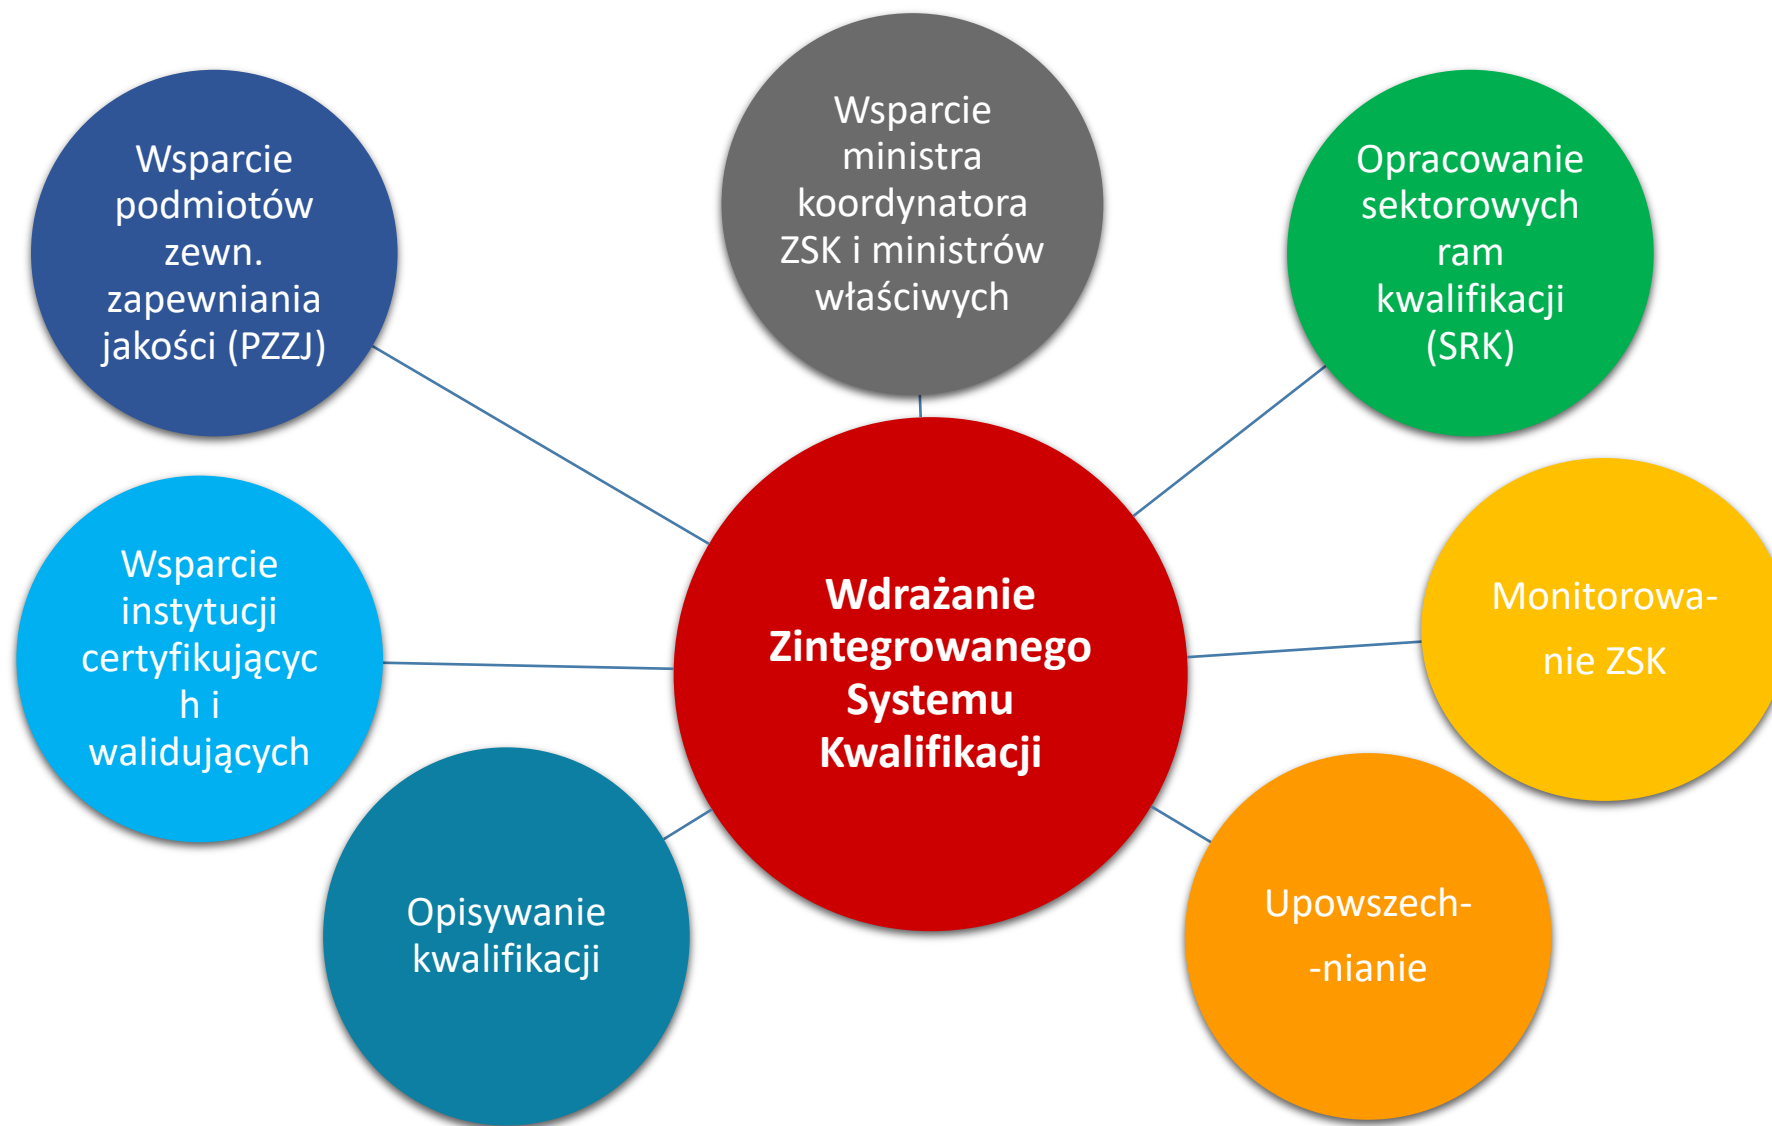 Wsparcie
podmiotów
zewn.
zapewniania
jakości (PZZJ)
Wsparcie
ministra
koordynatora
ZSK i ministrów
właściwych
Opracowanie
sektorowych
ram
kwalifikacji
(SRK)
Wsparcie
instytucji
certyfikującyc
h i
walidujących
Wdrażanie
Zintegrowanego
Systemu
Kwalifikacji
Monitorowa-
nie ZSK
Opisywanie
kwalifikacji
Upowszech-
-nianie